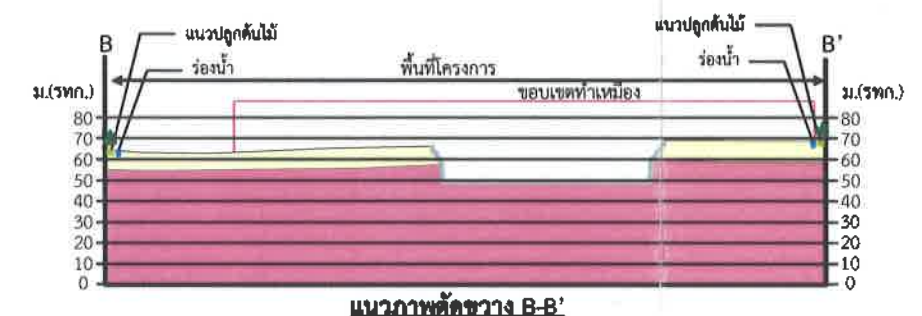 แนวปลูกต้นไม้
แนวปลูกต้นไม้
B
B'
ร่องน้ำ
ร่องน้ำ
พื้นที่โครงการ
ม.(รทก.)
ขอบเขตทำเหมือง
ม.(รทก.)
80
80
70
70
60
60
50
50
40
40
30
30
20
20
10
10
0
0
แนวภาพตัดขวาง B-B'